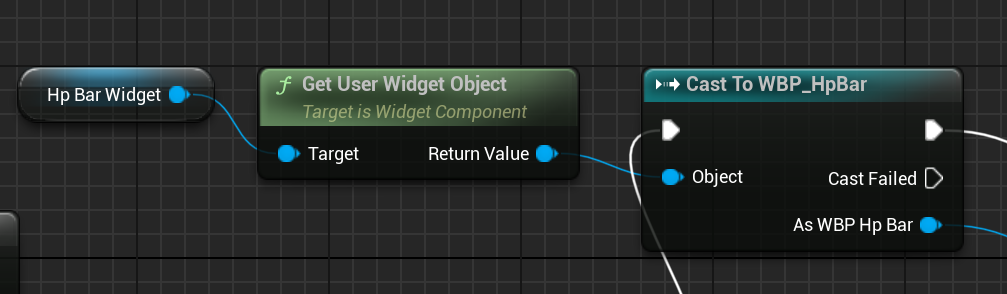 Hp Bar Widget
f Get User Widget Object
Target is Widget Component
Target
Return Value
Cast To WBP_HpBar
Object
Cast Failed
As WBP Hp Bar